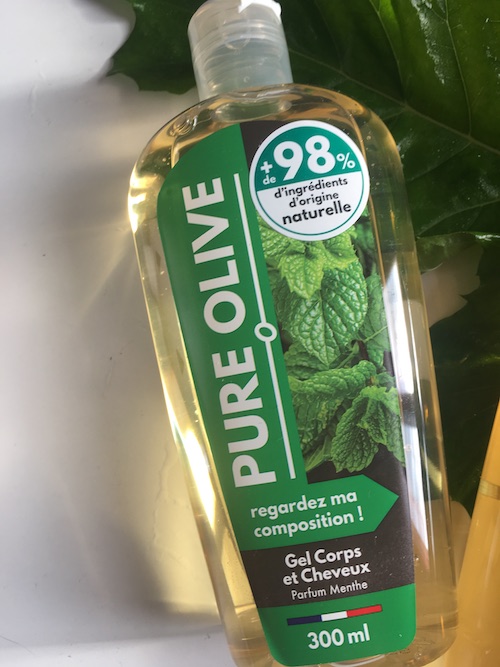 +
de 98%
d'ingrédients
d'origine
naturelle
PURE OLIVE
regardez ma
composition !
Gel Corps
et Cheveux
Parfum Menthe
300 ml